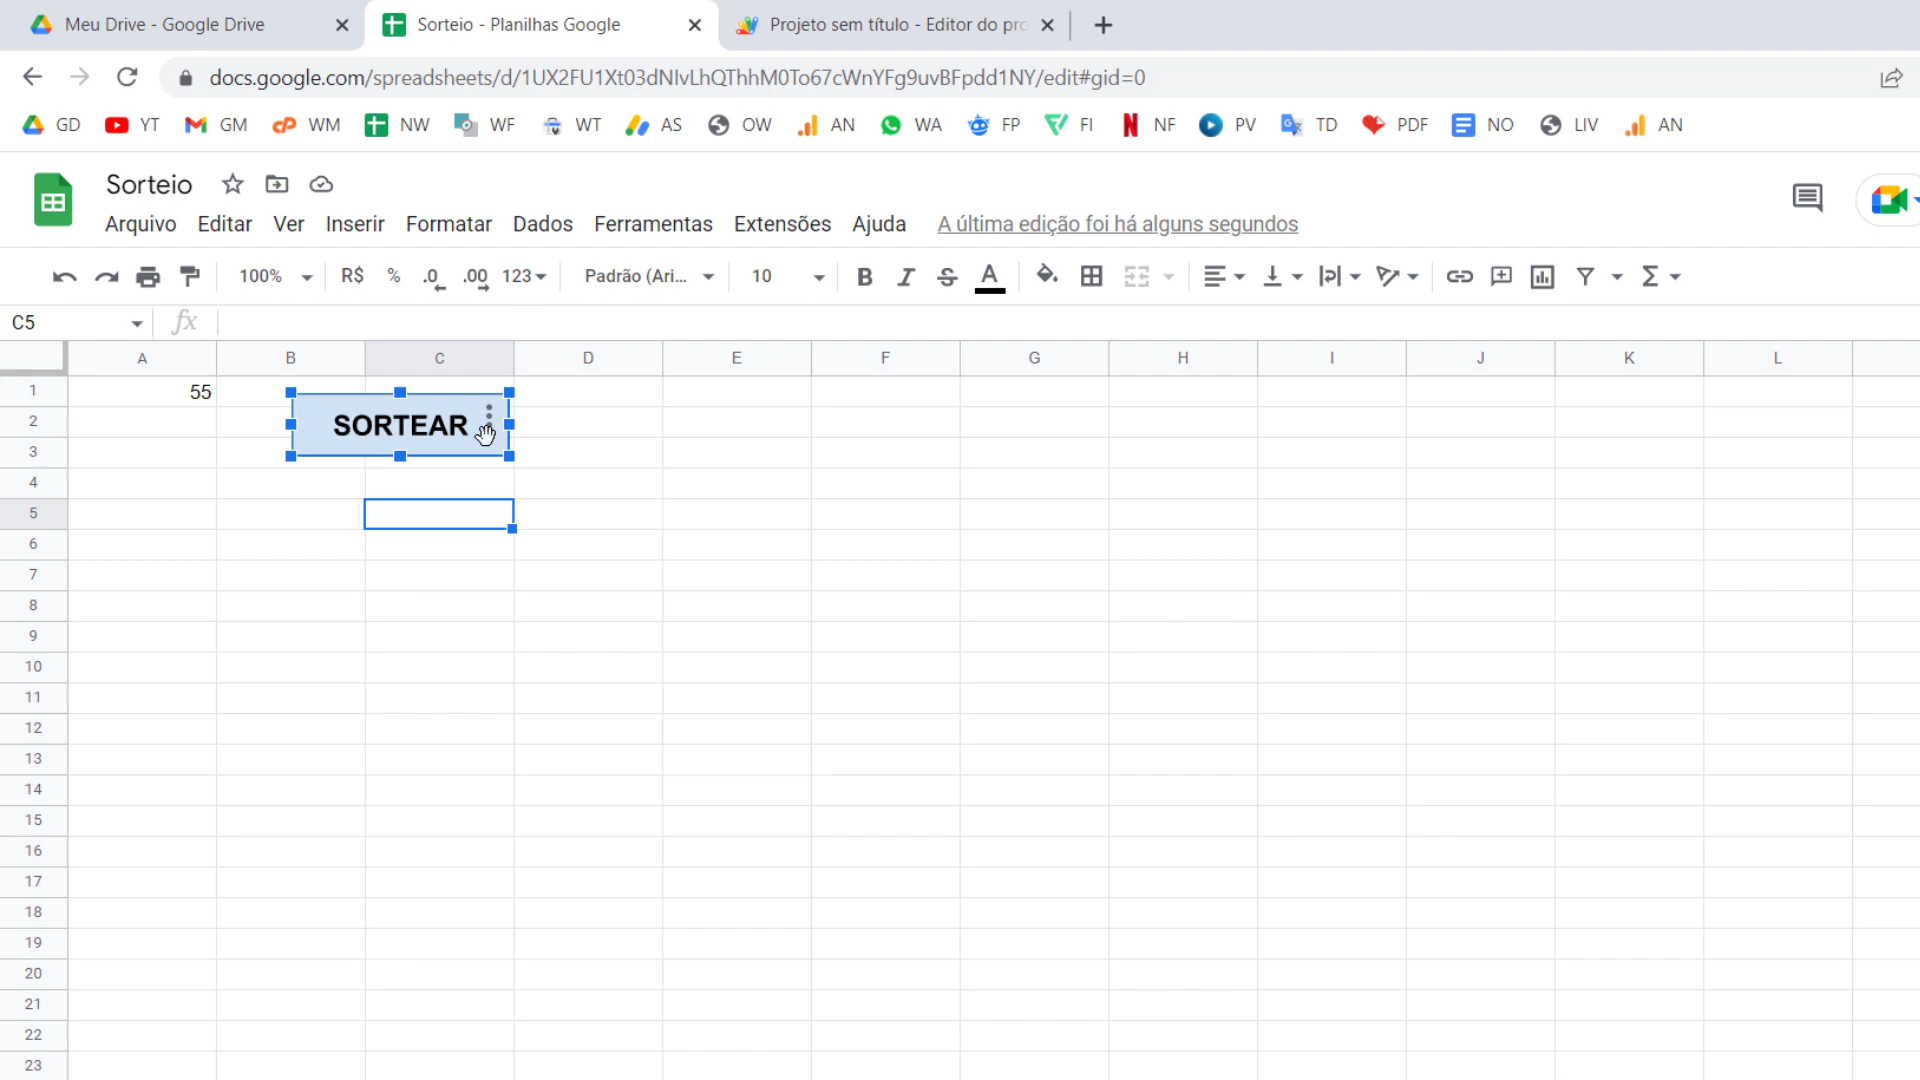 Meu Drive - Google Drive
Sorteio - Planilhas Google
Projeto sem título - Editor do pro
docs.google.com/spreadsheets/d/1UX2FU1Xt03dNIvLhQThhM0To67cWnYFg9uvBFpdd1NY/edit#gid=0
GD YT GM WM NW WF WT AS OW AN WA FP FI NF PV TD PDF NO LIV AN
Sorteio
Arquivo Editar Ver Inserir Formatar Dados Ferramentas Extensões Ajuda A última edição foi há alguns segundos
100% R$ % .0 .00 123 Padrão (Ari... 10 B I S A
C5 fx
A B C D E F G H I J K L
1 55
SORTEAR
2
3
4
5
6
7
8
9
10
11
12
13
14
15
16
17
18
19
20
21
22
23